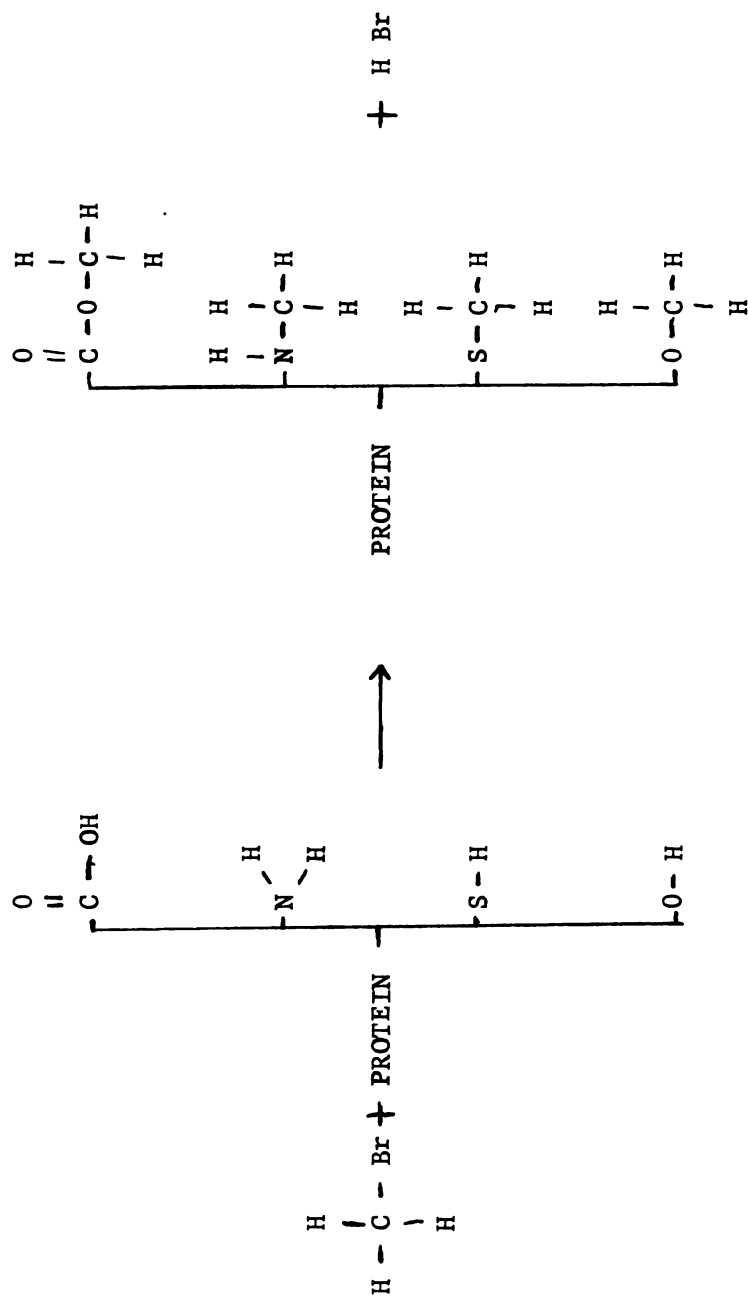 O O H
C - OH C - O - C - H
H
H H
H
N N - C - H
H H
H
H - C - Br + PROTEIN → PROTEIN + H Br
H
H
S - H S - C - H
H
H
O - H O - C - H
H